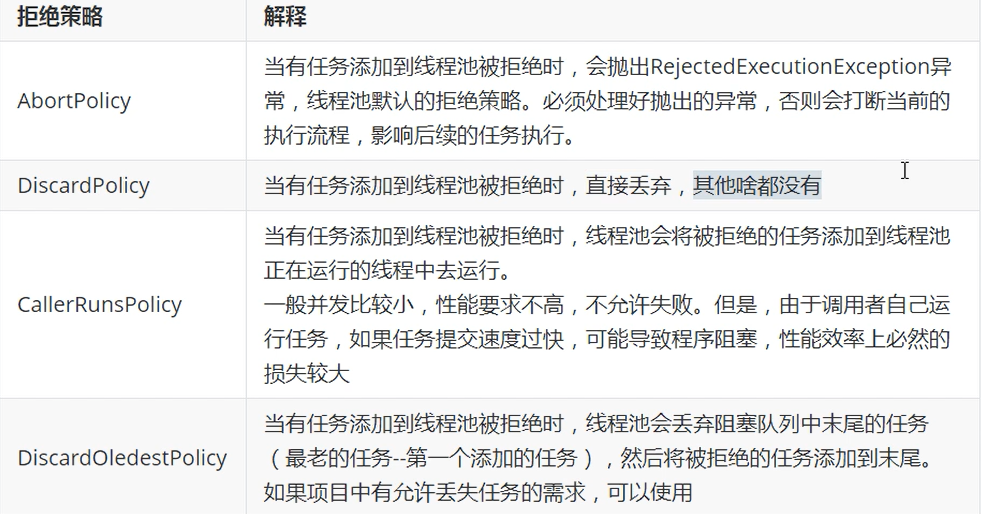 拒绝策略 解释
AbortPolicy
当有任务添加到线程池被拒绝时，会抛出RejectedExecutionException异
常，线程池默认的拒绝策略。必须处理好抛出的异常，否则会打断当前的
执行流程，影响后续的任务执行。
DiscardPolicy
当有任务添加到线程池被拒绝时，直接丢弃，其他啥都没有
CallerRunsPolicy
当有任务添加到线程池被拒绝时，线程池会将被拒绝的任务添加到线程池
正在运行的线程中去运行。
一般并发比较小，性能要求不高，不允许失败。但是，由于调用者自己运
行任务，如果任务提交速度过快，可能导致程序阻塞，性能效率上必然的
损失较大
DiscardOledestPolicy
当有任务添加到线程池被拒绝时，线程池会丢弃阻塞队列中末尾的任务
（最老的任务--第一个添加的任务），然后将被拒绝的任务添加到末尾。
如果项目中有允许丢失任务的需求，可以使用